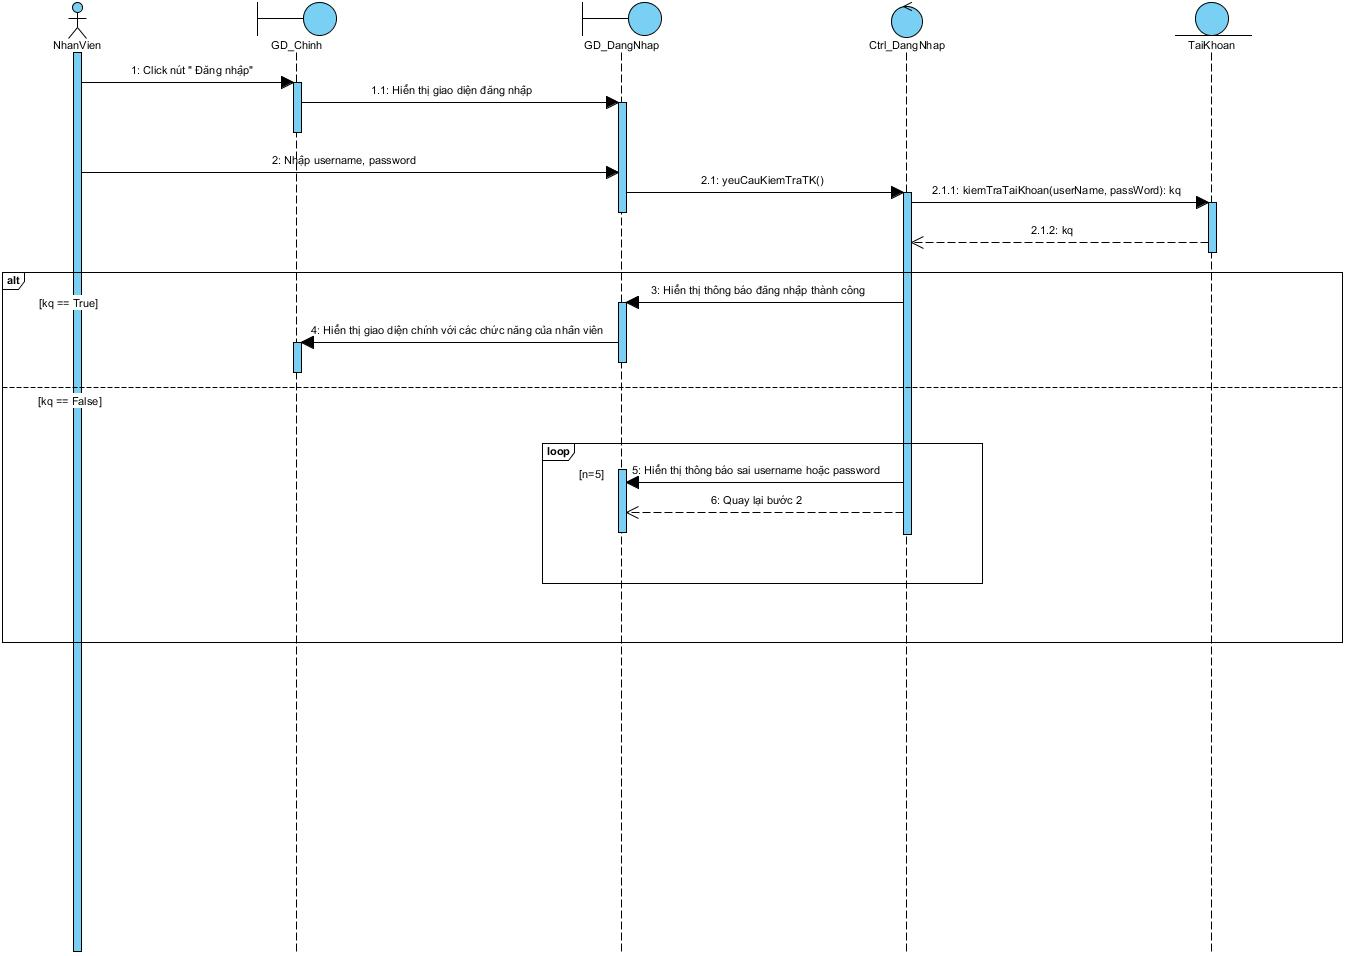 NhanVien
GD_Chinh
GD_DangNhap
Ctrl_DangNhap
TaiKhoan
1: Click nút " Đăng nhập"
1.1: Hiển thị giao diện đăng nhập
2: Nhập username, password
2.1: yeuCauKiemTraTK()
2.1.1: kiemTraTaiKhoan(userName, passWord): kq
2.1.2: kq
alt
[kq == True]
3: Hiển thị thông báo đăng nhập thành công
4: Hiển thị giao diện chính với các chức năng của nhân viên
[kq == False]
loop
[n=5]
5: Hiển thị thông báo sai username hoặc password
6: Quay lại bước 2